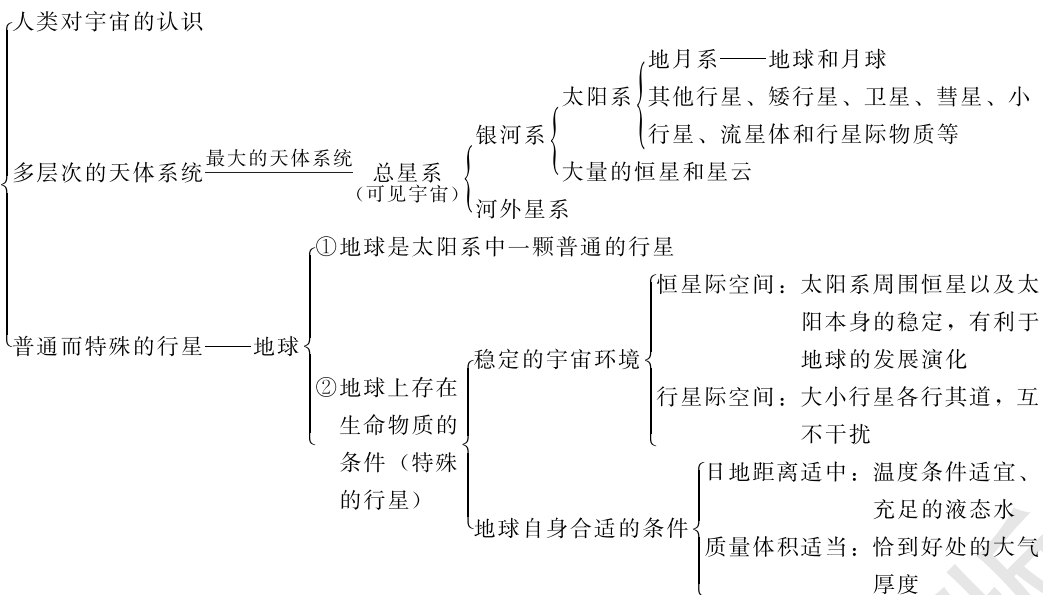 人类对宇宙的认识
地月系——地球和月球
太阳系
其他行星、矮行星、卫星、彗星、小
行星、流星体和行星际物质等
银河系
大量的恒星和星云
多层次的天体系统
最大的天体系统
总星系
(可见宇宙)
河外星系
①地球是太阳系中一颗普通的行星
普通而特殊的行星——地球
恒星际空间：太阳系周围恒星以及太
阳本身的稳定，有利于
地球的发展演化
稳定的宇宙环境
行星际空间：大小行星各行其道，互
不干扰
②地球上存在
生命物质的
条件（特殊
的行星）
日地距离适中：温度条件适宜、
充足的液态水
地球自身合适的条件
质量体积适当：恰到好处的大气
厚度